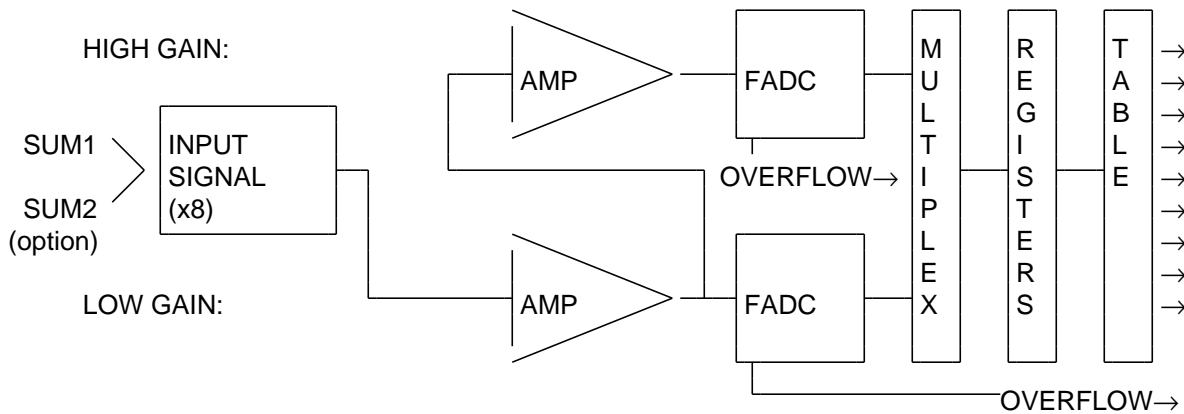 HIGH GAIN:
SUM1
SUM2
(option)
INPUT
SIGNAL
(x8)
LOW GAIN:
AMP
FADC
OVERFLOW→
AMP
FADC
OVERFLOW→
MULTIPLEX
REGISTERS
TABLE